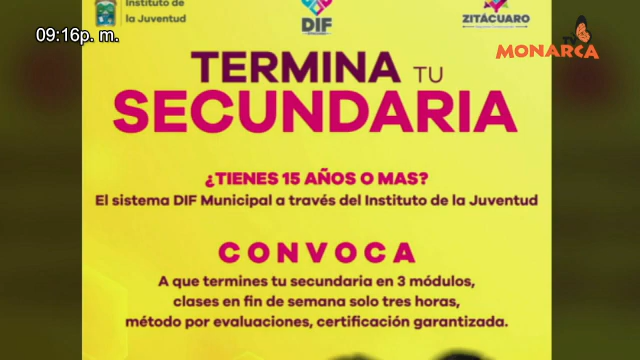 Instituto de
la Juventud
DIF
ZITÁCUARO
09:16p. m.
TV
MONARCA
TERMINA TU
SECUNDARIA
¿TIENES 15 AÑOS O MAS?
El sistema DIF Municipal a través del Instituto de la Juventud
CONVOCA
A que termines tu secundaria en 3 módulos,
clases en fin de semana solo tres horas,
método por evaluaciones, certificación garantizada.